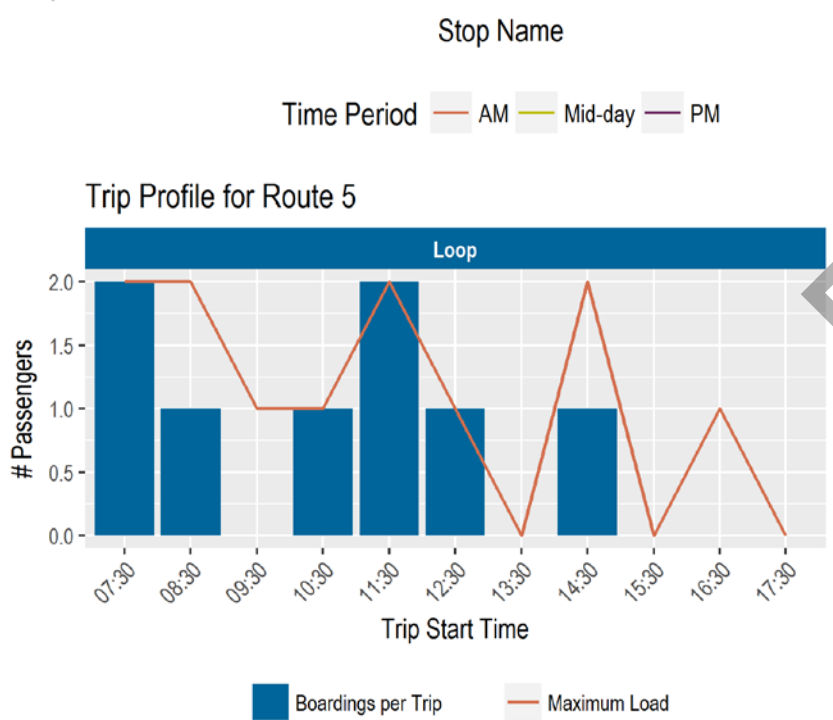 Stop Name
Time Period AM Mid-day PM
Trip Profile for Route 5
Loop
# Passengers
2.0
1.5
1.0
0.5
0.0
07:30 08:30 09:30 10:30 11:30 12:30 13:30 14:30 15:30 16:30 17:30
Trip Start Time
Boardings per Trip Maximum Load